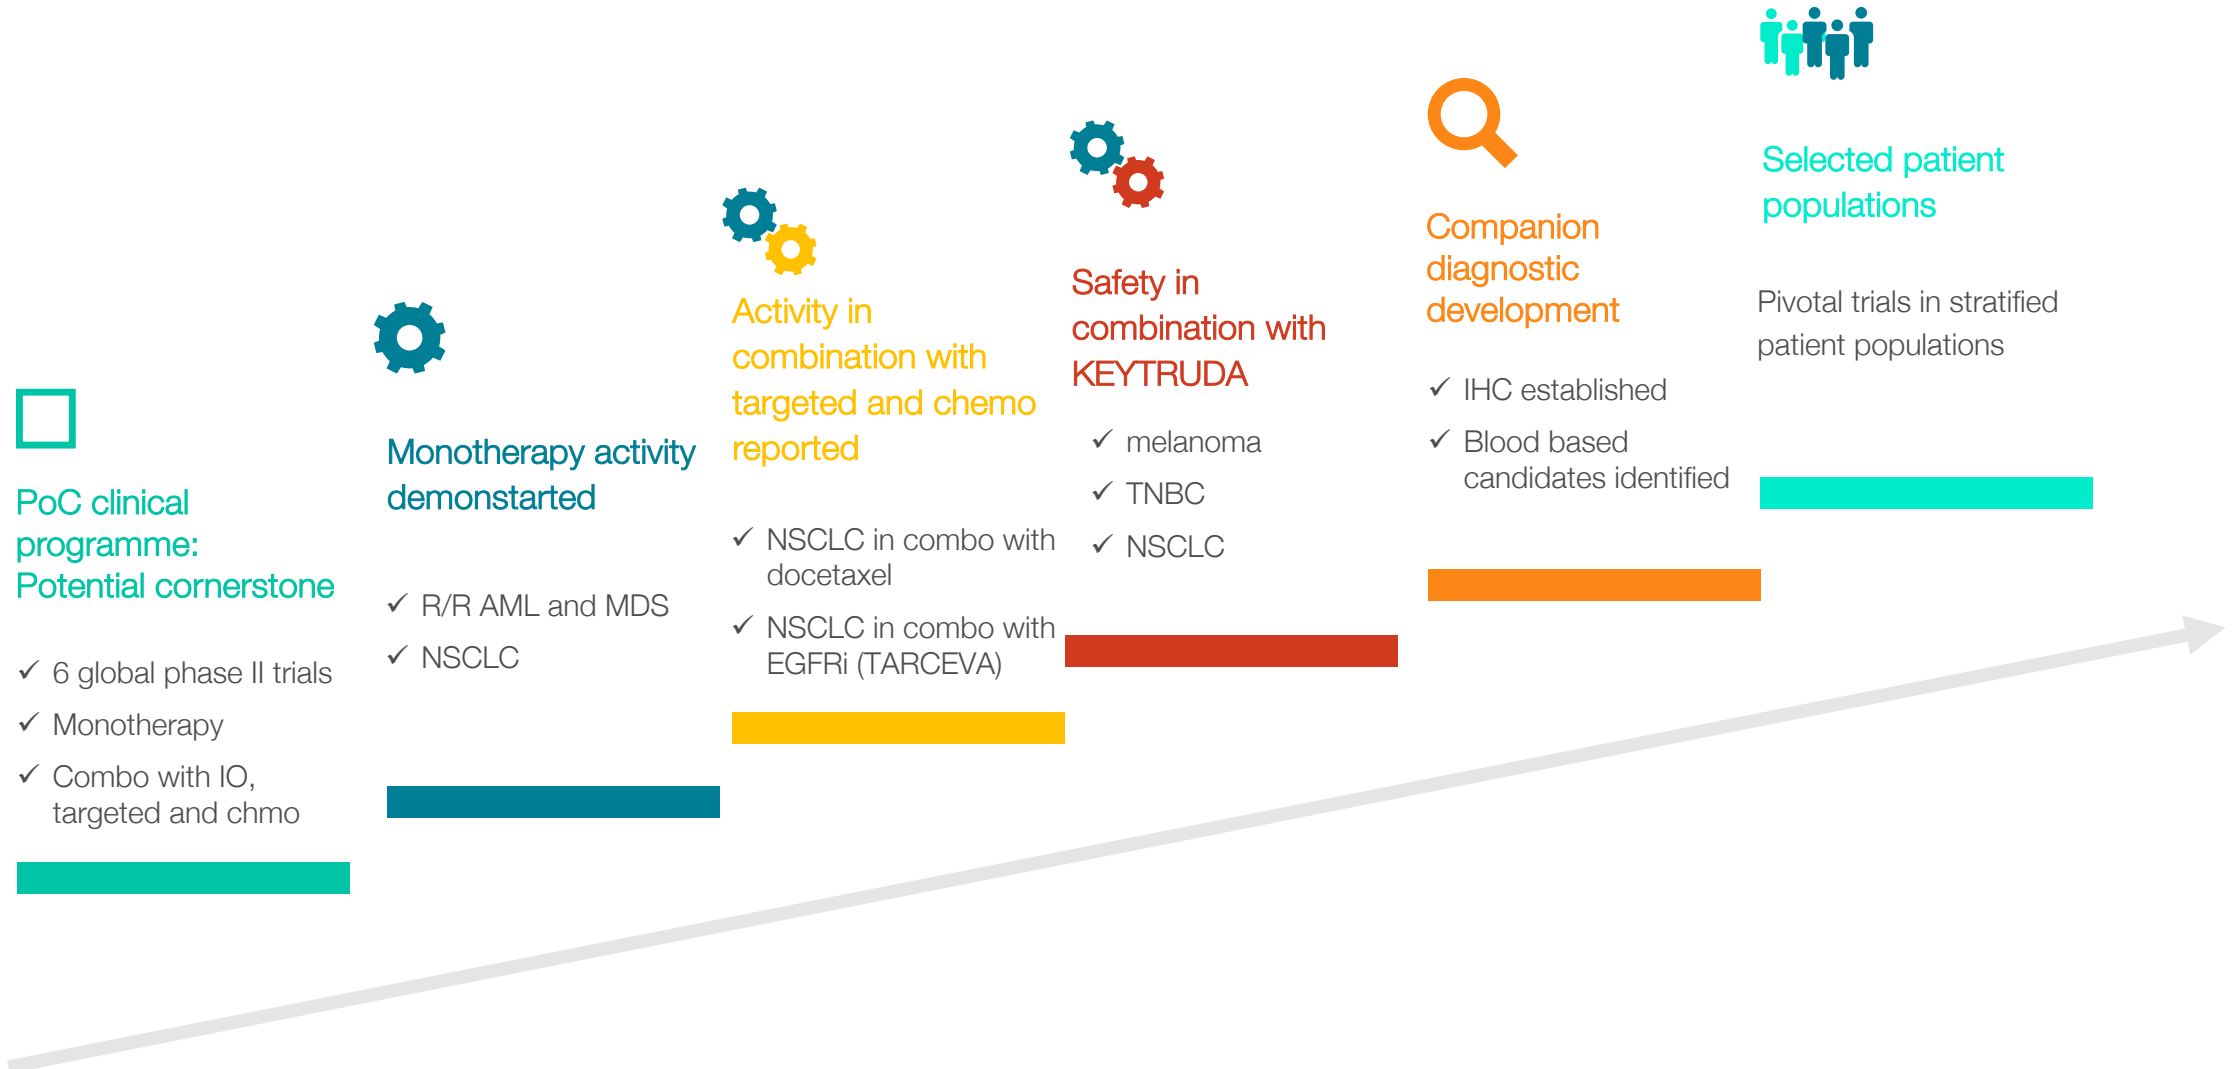 PoC clinical
programme:
Potential cornerstone
✓ 6 global phase II trials
✓ Monotherapy
✓ Combo with IO,
targeted and chmo
Monotherapy activity
demonstarted
✓ R/R AML and MDS
✓ NSCLC
Activity in
combination with
targeted and chemo
reported
✓ NSCLC in combo with
docetaxel
✓ NSCLC in combo with
EGFRi (TARCEVA)
Safety in
combination with
KEYTRUDA
✓ melanoma
✓ TNBC
✓ NSCLC
Companion
diagnostic
development
✓ IHC established
✓ Blood based
candidates identified
Selected patient
populations
Pivotal trials in stratified
patient populations